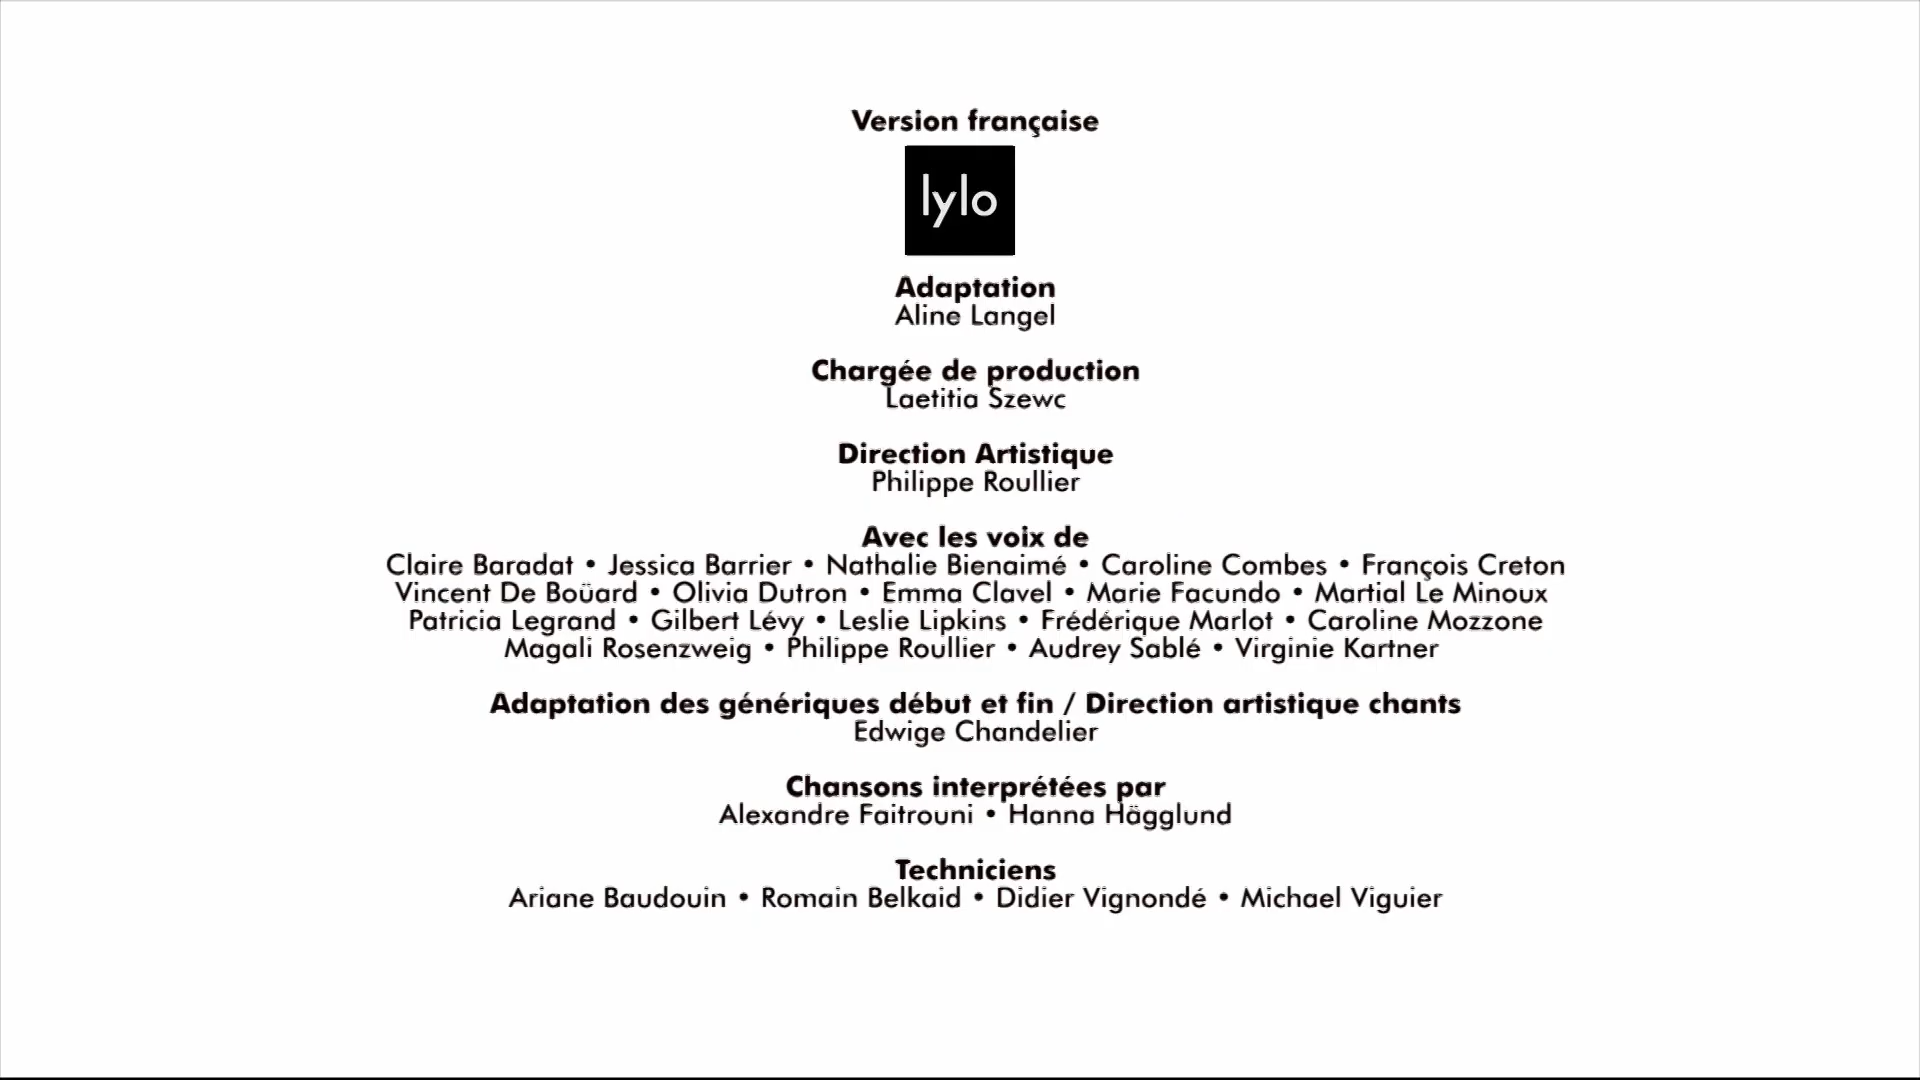 Version française
lylo
Adaptation
Aline Langel
Chargée de production
Laetitia Szewc
Direction Artistique
Philippe Roullier
Avec les voix de
Claire Baradat • Jessica Barrier • Nathalie Bienaimé • Caroline Combes • François Creton
Vincent De Boüard • Olivia Dutron • Emma Clavel • Marie Facundo • Martial Le Minoux
Patricia Legrand • Gilbert Lévy • Leslie Lipkins • Frédérique Marlot • Caroline Mozzone
Magali Rosenzweig • Philippe Roullier • Audrey Sablé • Virginie Kartner
Adaptation des génériques début et fin / Direction artistique chants
Edwige Chandelier
Chansons interprétées par
Alexandre Faitrouni • Hanna Hägglund
Techniciens
Ariane Baudouin • Romain Belkaid • Didier Vignondé • Michael Viguier